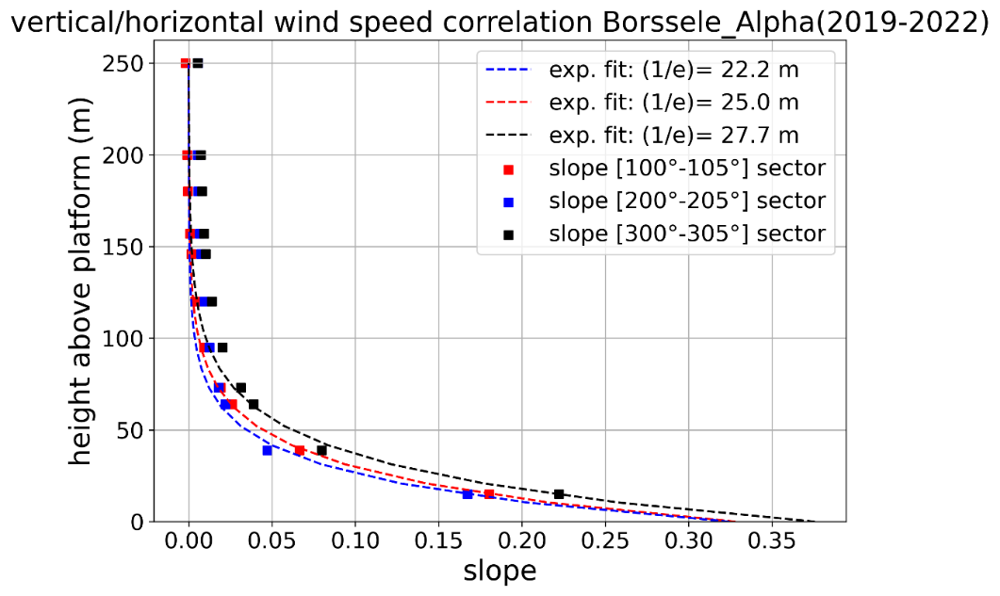 vertical/horizontal wind speed correlation Borssele_Alpha(2019-2022)
height above platform (m)
250
200
150
100
50
0
exp. fit: (1/e)= 22.2 m
exp. fit: (1/e)= 25.0 m
exp. fit: (1/e)= 27.7 m
slope [100°-105°] sector
slope [200°-205°] sector
slope [300°-305°] sector
0.00 0.05 0.10 0.15 0.20 0.25 0.30 0.35
slope